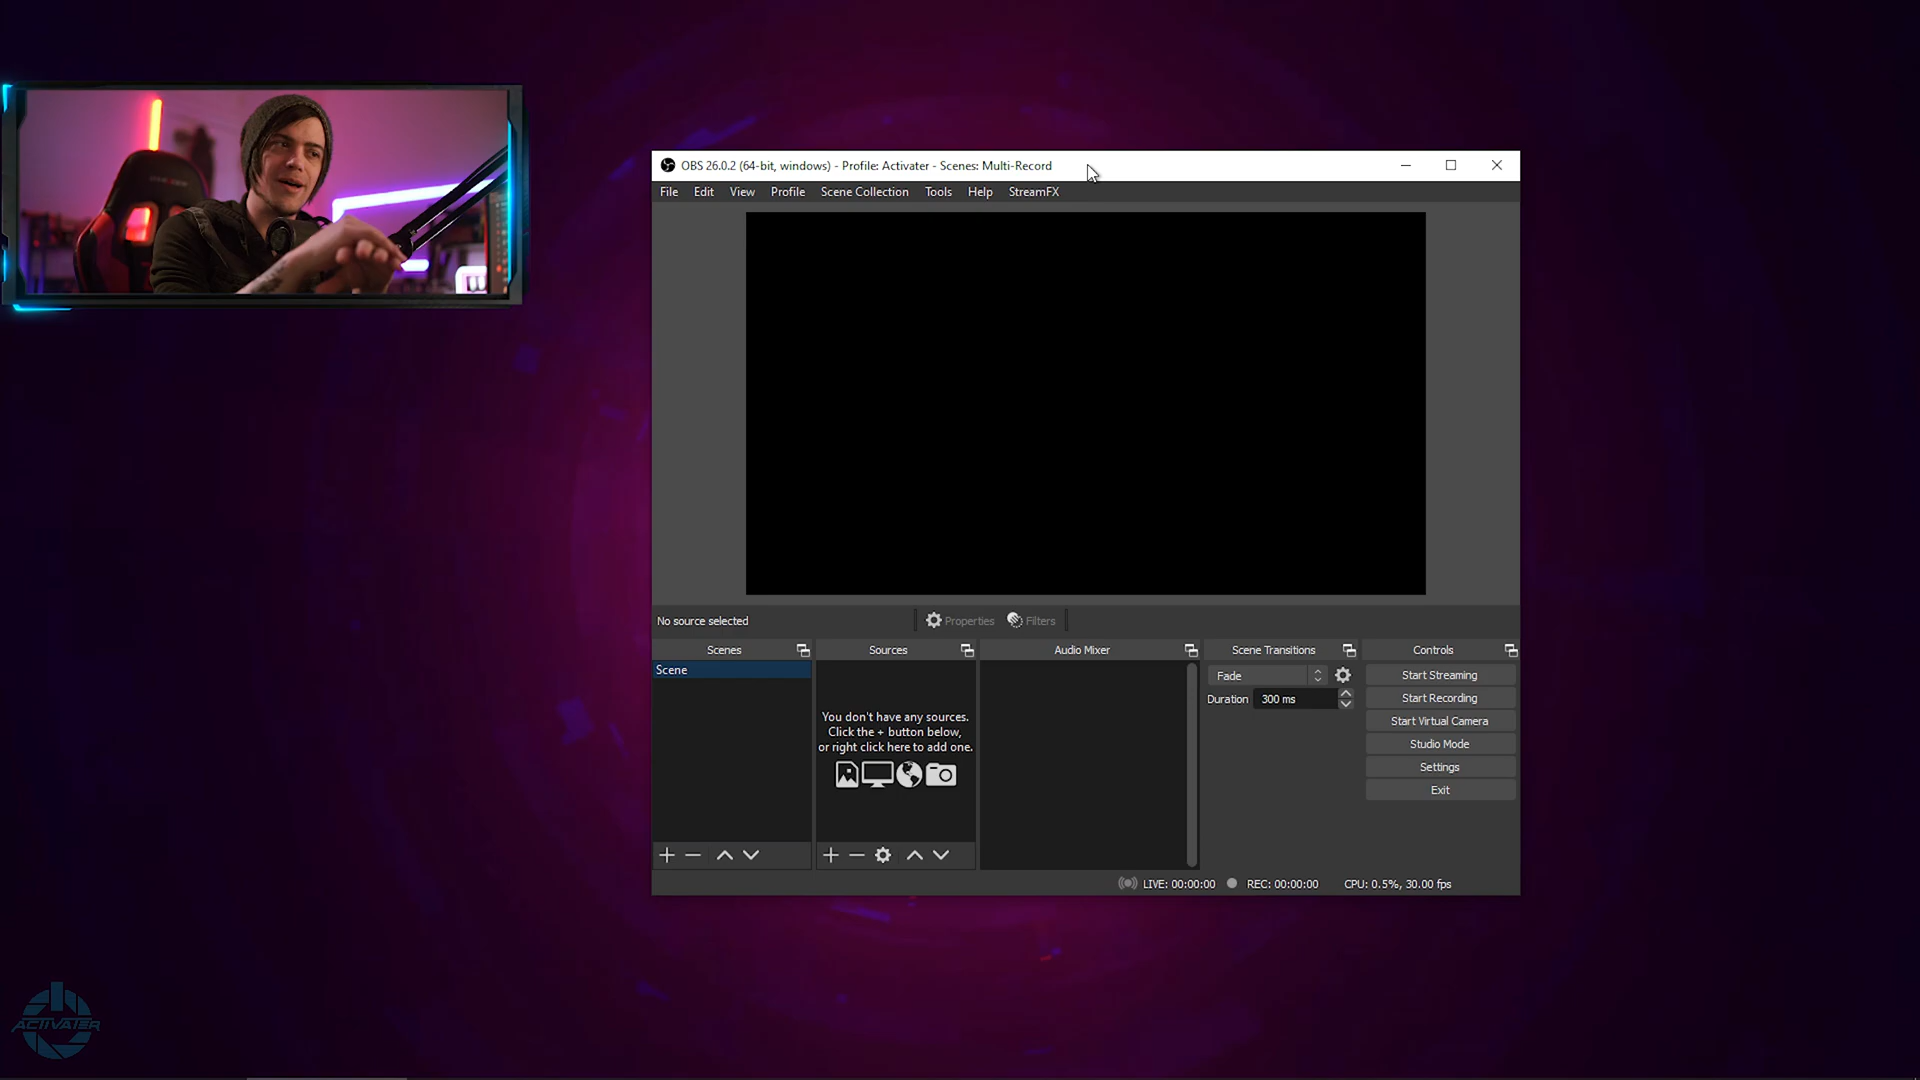 OBS 26.0.2 (64-bit, windows) - Profile: Activater - Scenes: Multi-Record
File Edit View Profile Scene Collection Tools Help StreamFX
No source selected
Properties Filters
Scenes
Scene
Sources
You don't have any sources.
Click the + button below,
or right click here to add one.
Audio Mixer
Scene Transitions
Fade
Duration 300 ms
Controls
Start Streaming
Start Recording
Start Virtual Camera
Studio Mode
Settings
Exit
LIVE: 00:00:00 REC: 00:00:00 CPU: 0.5%, 30.00 fps
ACTIVATER